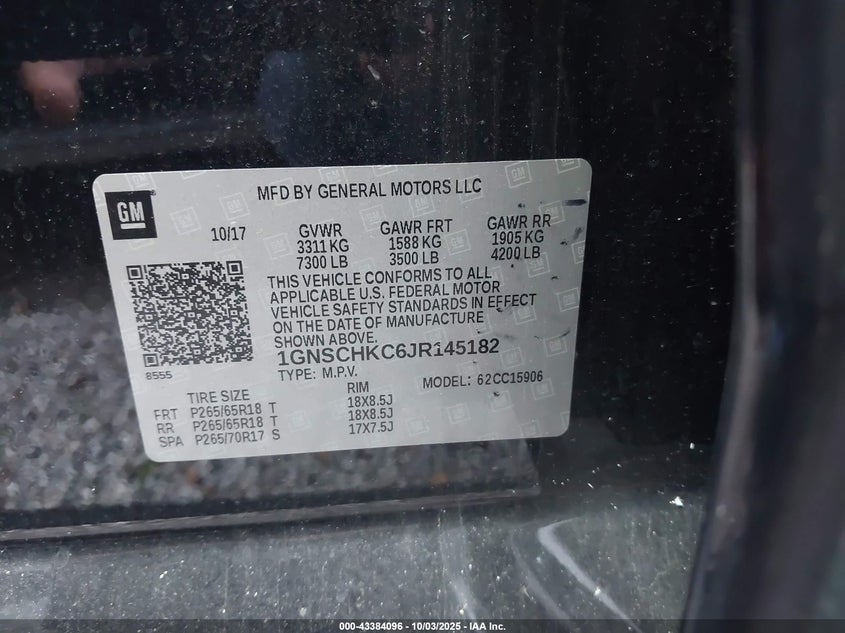 GM
MFD BY GENERAL MOTORS LLC
10/17 GVWR GAWR FRT GAWR RR
3311 KG 1588 KG 1905 KG
7300 LB 3500 LB 4200 LB
THIS VEHICLE CONFORMS TO ALL
APPLICABLE U.S. FEDERAL MOTOR
VEHICLE SAFETY STANDARDS IN EFFECT
ON THE DATE OF MANUFACTURE
SHOWN ABOVE.
8555
1GNSCHKC6JR145182
TYPE: M.P.V. MODEL: 62CC15906
TIRE SIZE RIM
FRT P265/65R18 T 18X8.5J
RR P265/65R18 T 18X8.5J
SPA P265/70R17 S 17X7.5J
000-43384096 - 10/03/2025 - IAA Inc.